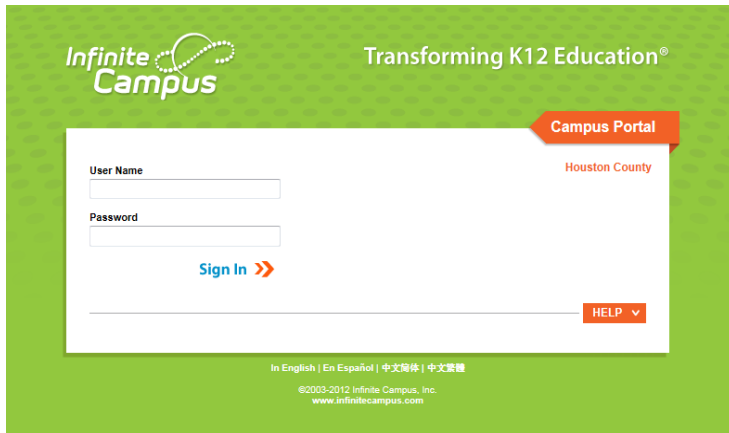 Infinite
Campus
Transforming K12 Education®
Campus Portal
Houston County
User Name
Password
Sign In
HELP
In English | En Español | 中文简体 | 中文繁體
©2003-2012 Infinite Campus, Inc.
www.infinitecampus.com